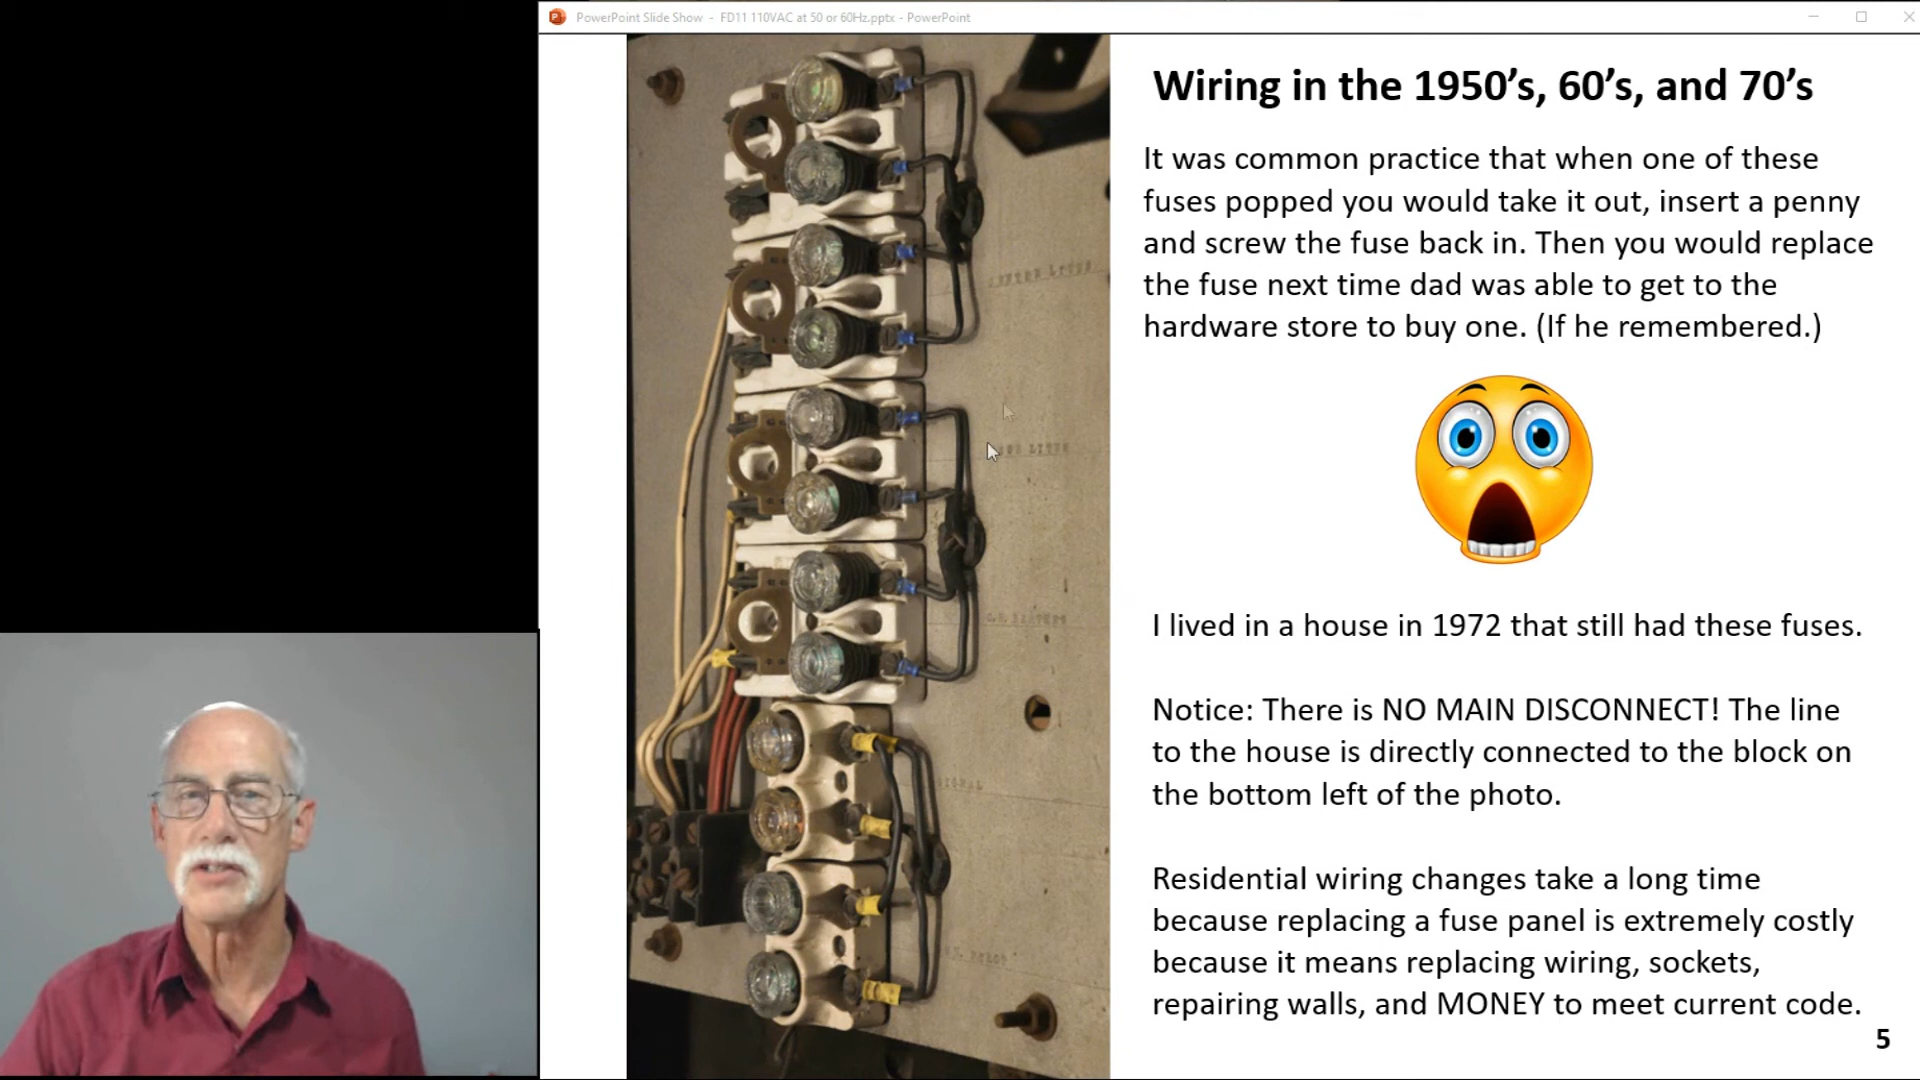 PowerPoint Slide Show - FD11 110VAC at 50 or 60Hz.pptx - PowerPoint
Wiring in the 1950’s, 60’s, and 70’s
It was common practice that when one of these
fuses popped you would take it out, insert a penny
and screw the fuse back in. Then you would replace
the fuse next time dad was able to get to the
hardware store to buy one. (If he remembered.)
I lived in a house in 1972 that still had these fuses.
Notice: There is NO MAIN DISCONNECT! The line
to the house is directly connected to the block on
the bottom left of the photo.
Residential wiring changes take a long time
because replacing a fuse panel is extremely costly
because it means replacing wiring, sockets,
repairing walls, and MONEY to meet current code.
5